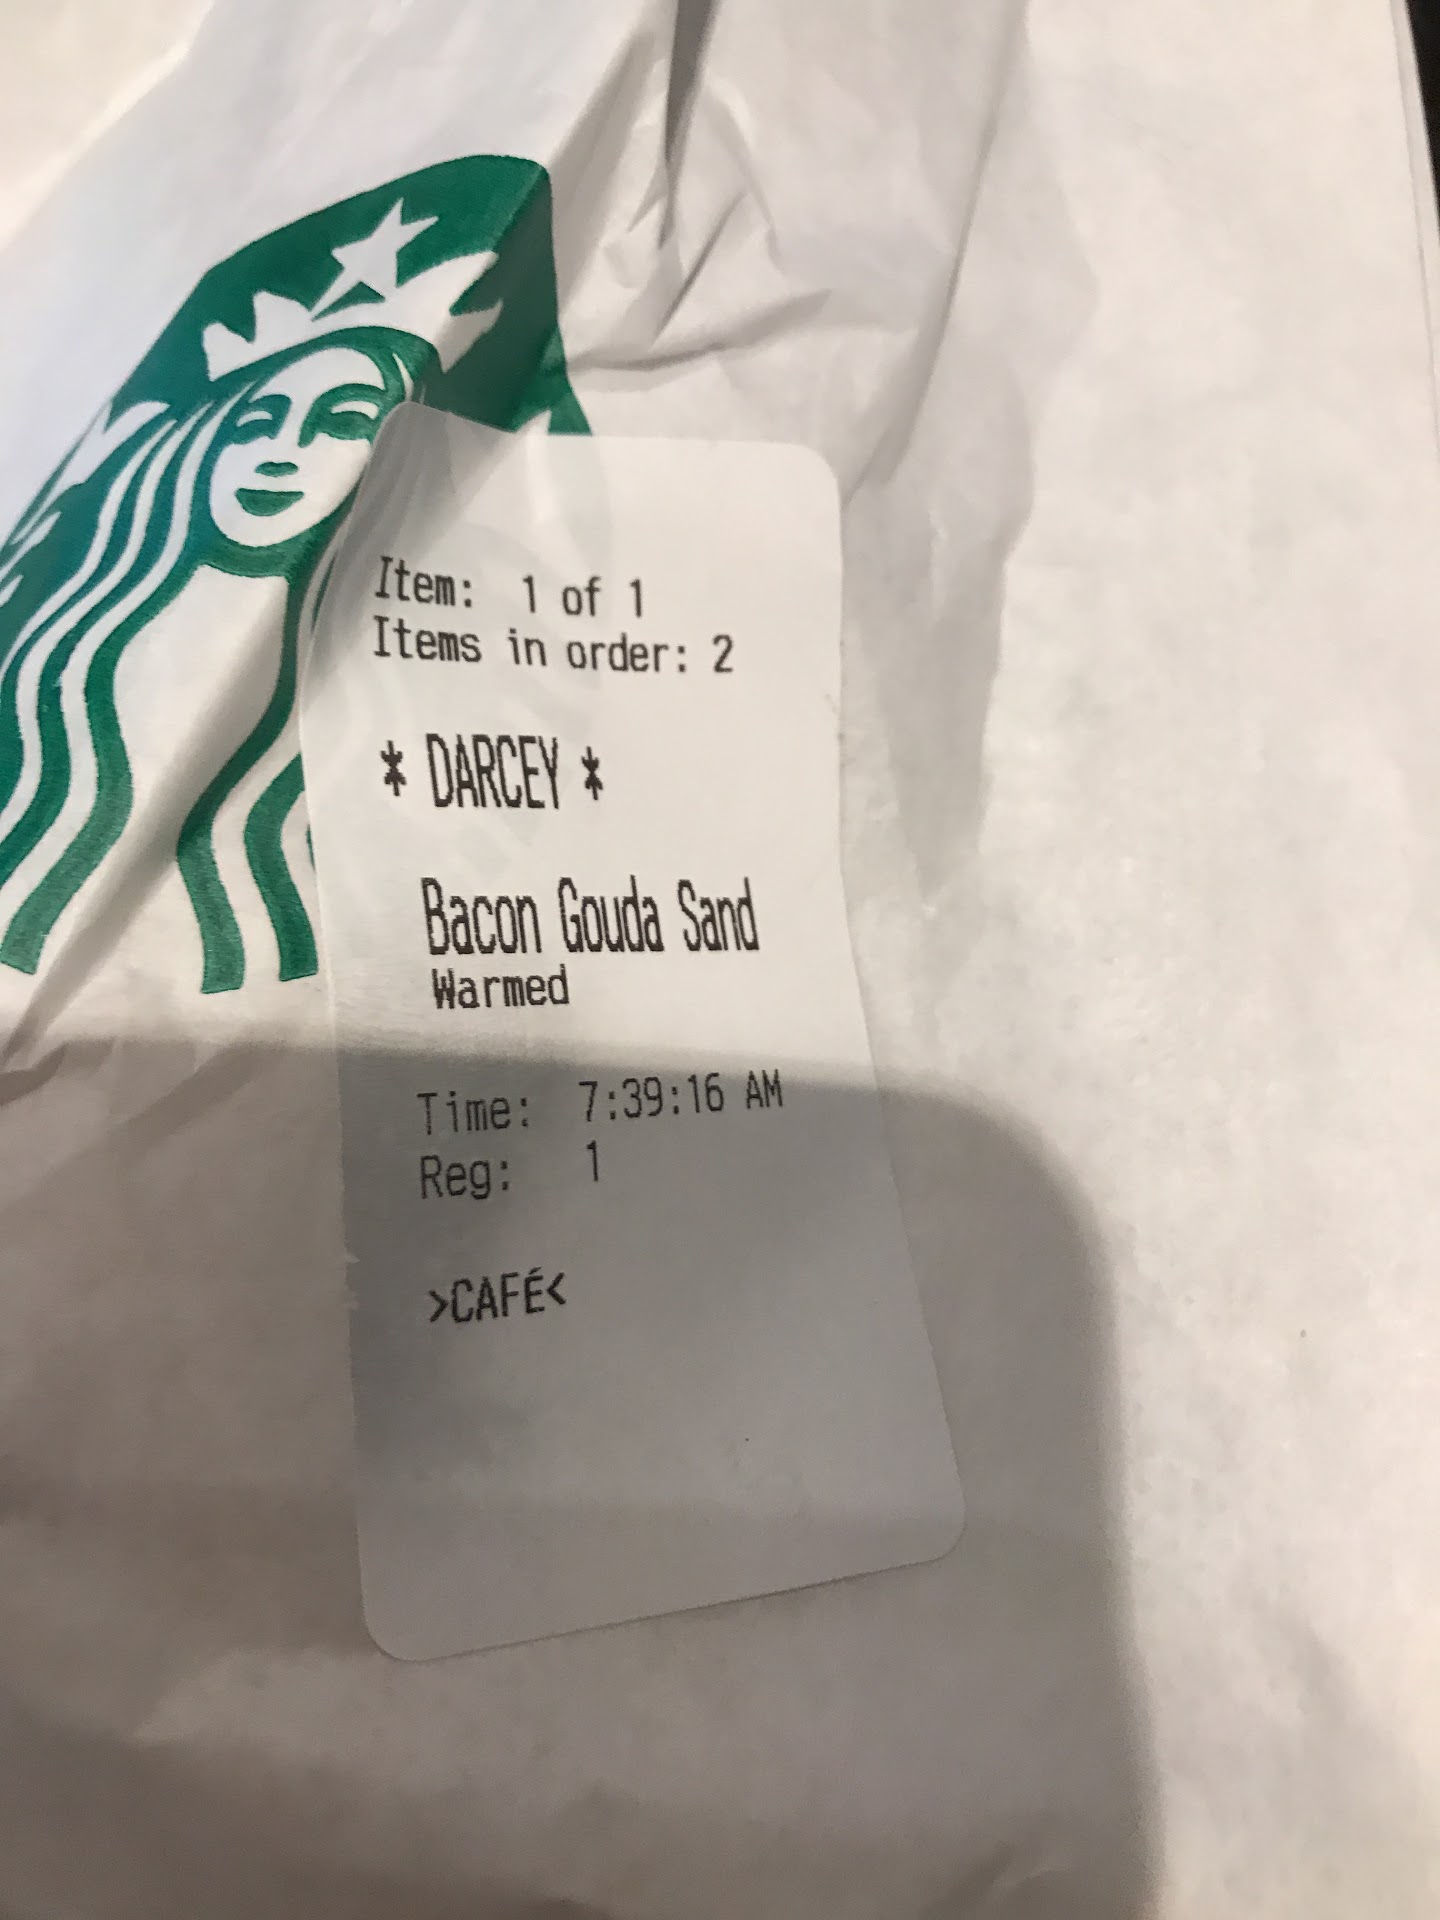 Item: 1 of 1
Items in order: 2
* DARCEY *
Bacon Gouda Sand
Warmed
Time: 7:39:16 AM
Reg: 1
>CAFÉ<